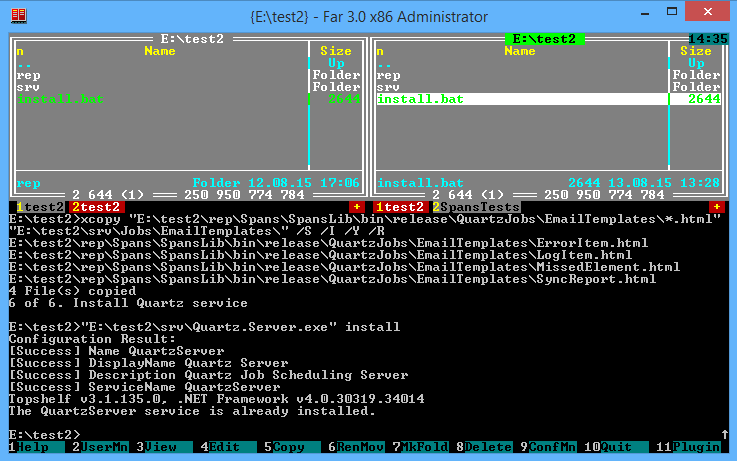 {E:\test2} - Far 3.0 x86 Administrator
E:\test2
n Name Size
.. Up
rep Folder
srv Folder
install.bat 2644
rep Folder 12.08.15 17:06
2 644 (1) 250 950 774 784
E:\test2 14:35
n Name Size
.. Up
rep Folder
srv Folder
install.bat 2644
install.bat 2644 13.08.15 13:28
2 644 (1) 250 950 774 784
1test2 2test2 + 1test2 2SpansTests +
E:\test2>xcopy "E:\test2\rep\Spans\SpansLib\bin\release\QuartzJobs\EmailTemplates\*.html"
"E:\test2\srv\Jobs\EmailTemplates\" /S /I /Y /R
E:\test2\rep\Spans\SpansLib\bin\release\QuartzJobs\EmailTemplates\ErrorItem.html
E:\test2\rep\Spans\SpansLib\bin\release\QuartzJobs\EmailTemplates\LogItem.html
E:\test2\rep\Spans\SpansLib\bin\release\QuartzJobs\EmailTemplates\MissedElement.html
E:\test2\rep\Spans\SpansLib\bin\release\QuartzJobs\EmailTemplates\SyncReport.html
4 File(s) copied
6 of 6. Install Quartz service
E:\test2>"E:\test2\srv\Quartz.Server.exe" install
Configuration Result:
[Success] Name QuartzServer
[Success] DisplayName Quartz Server
[Success] Description Quartz Job Scheduling Server
[Success] ServiceName QuartzServer
Topshelf v3.1.135.0, .NET Framework v4.0.30319.34014
The QuartzServer service is already installed.
E:\test2> ↑
1Help 2UserMn 3View 4Edit 5Copy 6RenMov 7MkFold 8Delete 9ConfMn 10Quit 11Plugin